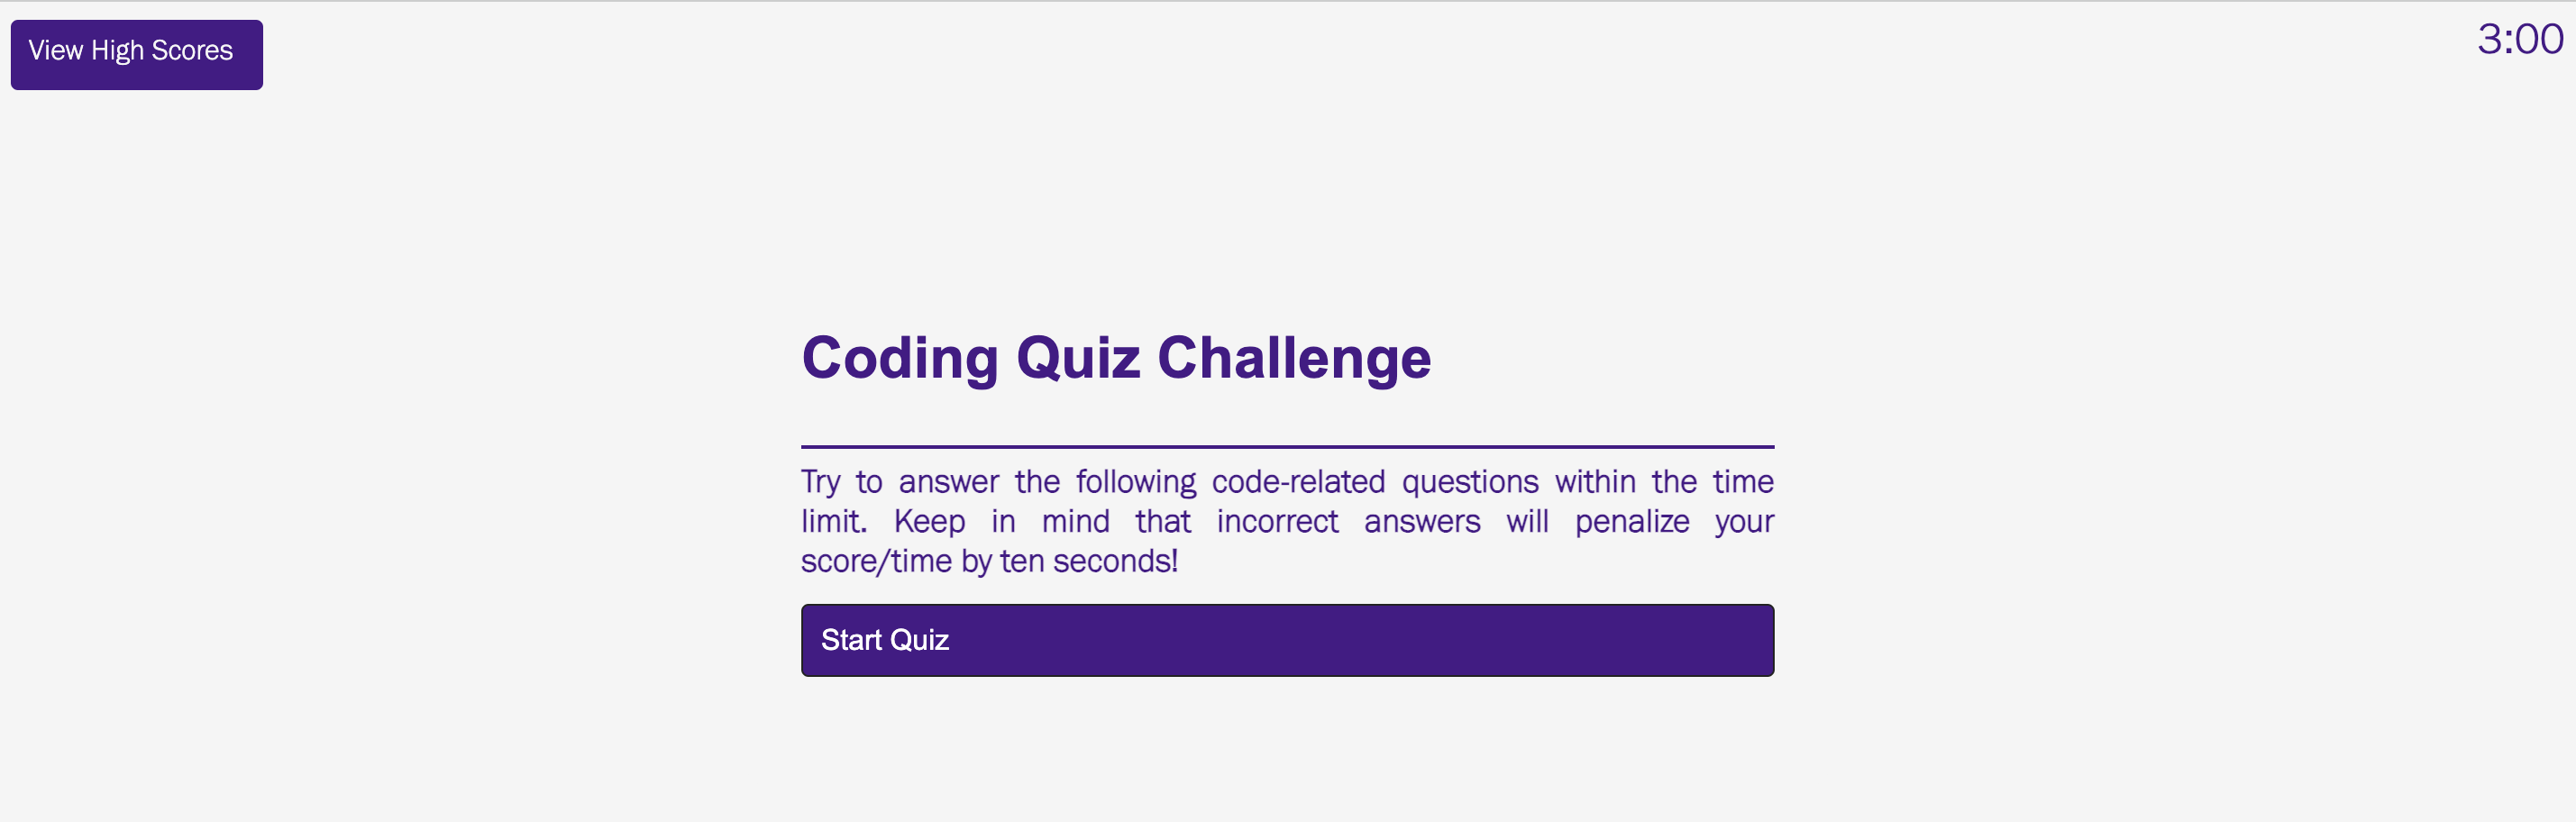 View High Scores
3:00
Coding Quiz Challenge
Try to answer the following code-related questions within the time
limit. Keep in mind that incorrect answers will penalize your
score/time by ten seconds!
Start Quiz